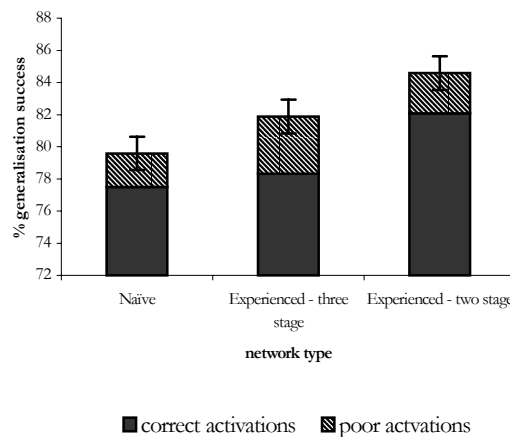 88
86
84
82
80
78
76
74
72
% generalisation success
Naïve
Experienced - three
stage
Experienced - two stage
network type
correct activations
poor actvations